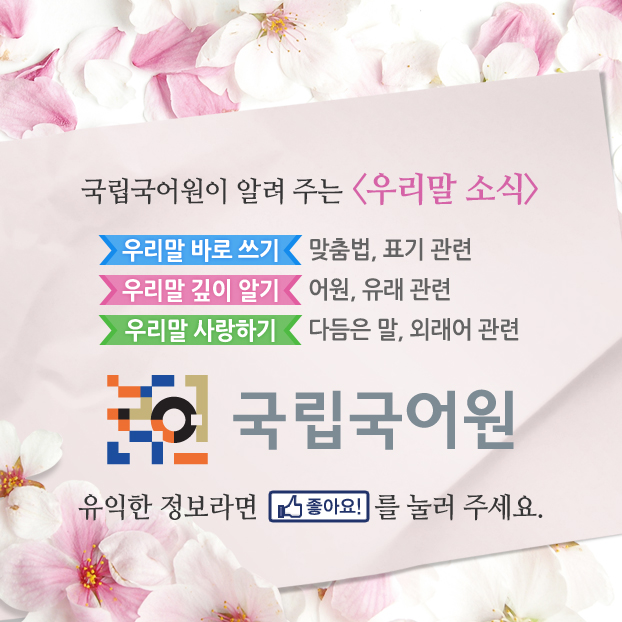 국립국어원이 알려 주는 〈우리말 소식〉
우리말 바로 쓰기 맞춤법, 표기 관련
우리말 깊이 알기 어원, 유래 관련
우리말 사랑하기 다듬은 말, 외래어 관련
국립국어원
유익한 정보라면 좋아요! 를 눌러 주세요.